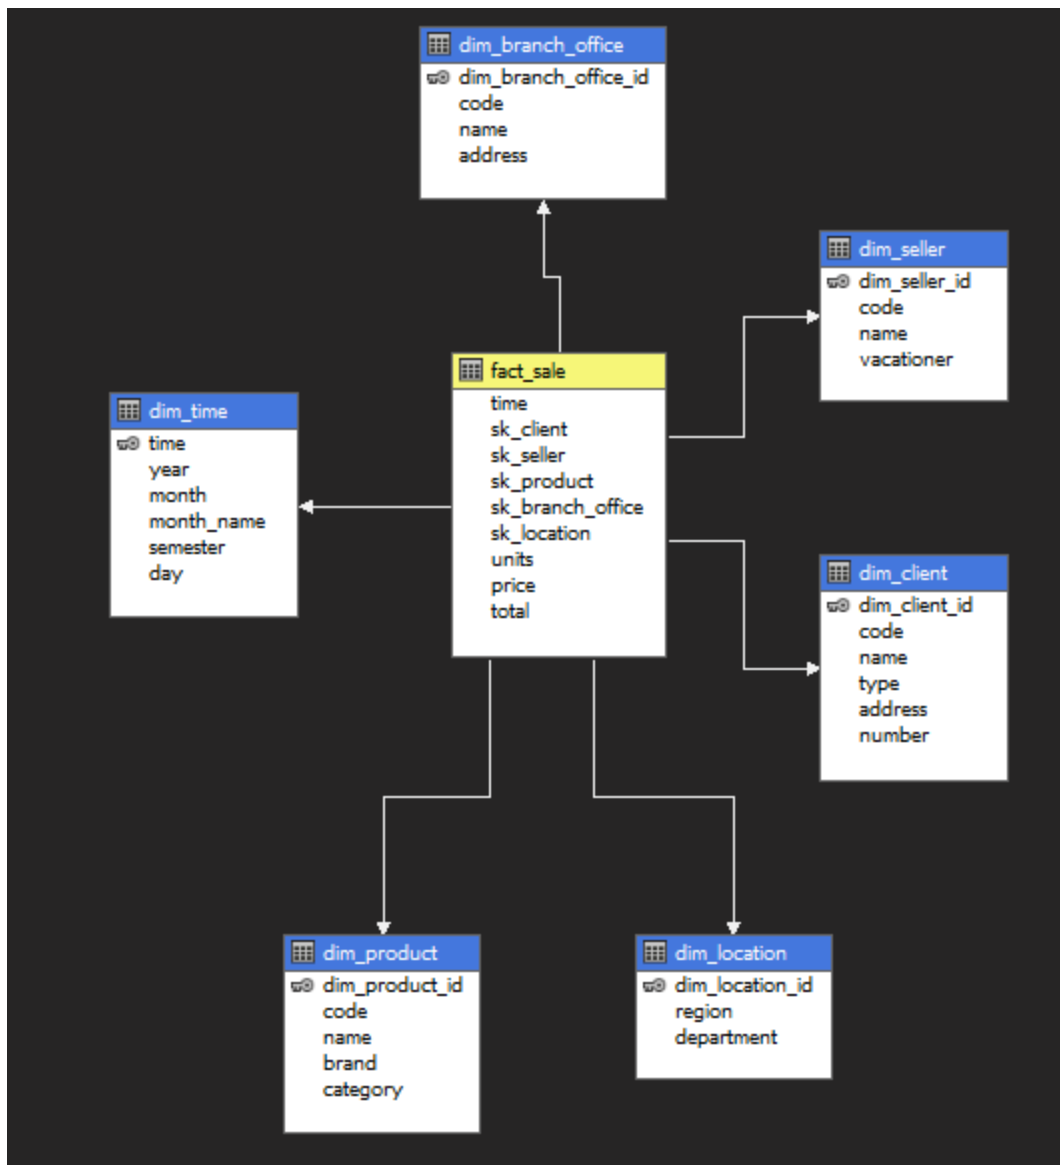 dim_branch_office
dim_branch_office_id
code
name
address
dim_seller
dim_seller_id
code
name
vacationer
fact_sale
time
sk_client
sk_seller
sk_product
sk_branch_office
sk_location
units
price
total
dim_time
time
year
month
month_name
semester
day
dim_client
dim_client_id
code
name
type
address
number
dim_product
dim_product_id
code
name
brand
category
dim_location
dim_location_id
region
department